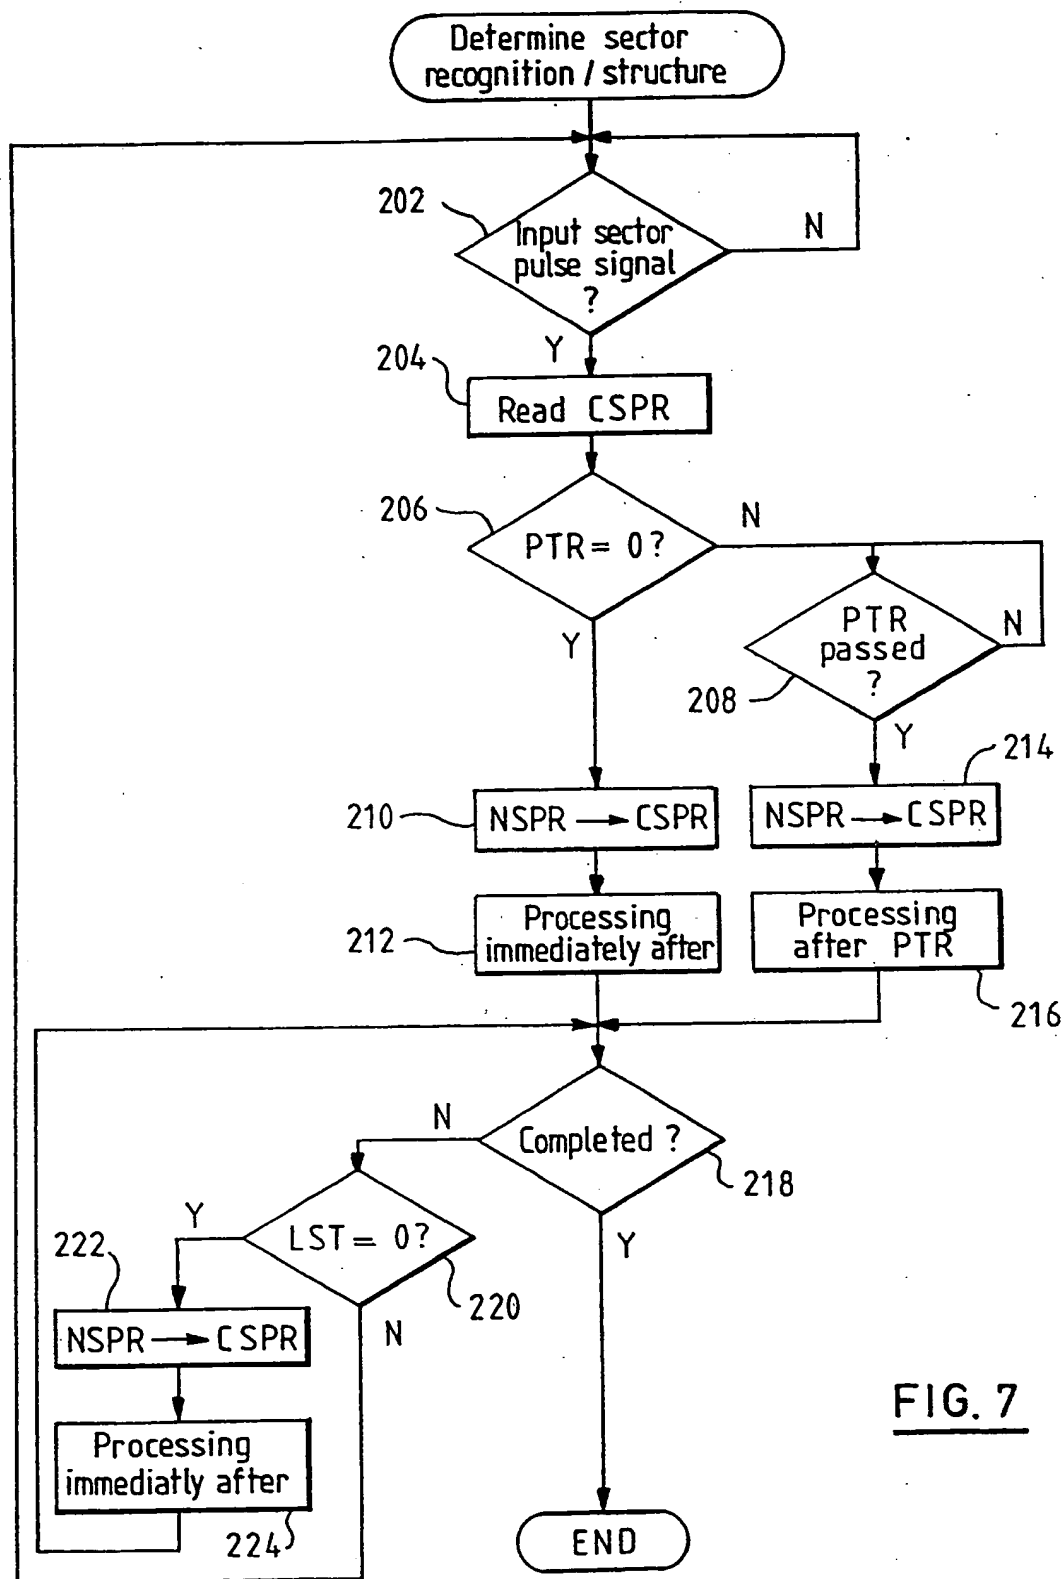 Determine sector
recognition / structure
202
Input sector
pulse signal
?
N
Y
204
Read CSPR
206
PTR = 0?
N
Y
PTR
passed
?
N
208
Y
210
NSPR → CSPR
214
NSPR → CSPR
212
Processing
immediately after
Processing
after PTR
216
Completed ?
N
218
Y
LST = 0?
Y
220
N
222
NSPR → CSPR
Processing
immediatly after
224
END
FIG. 7